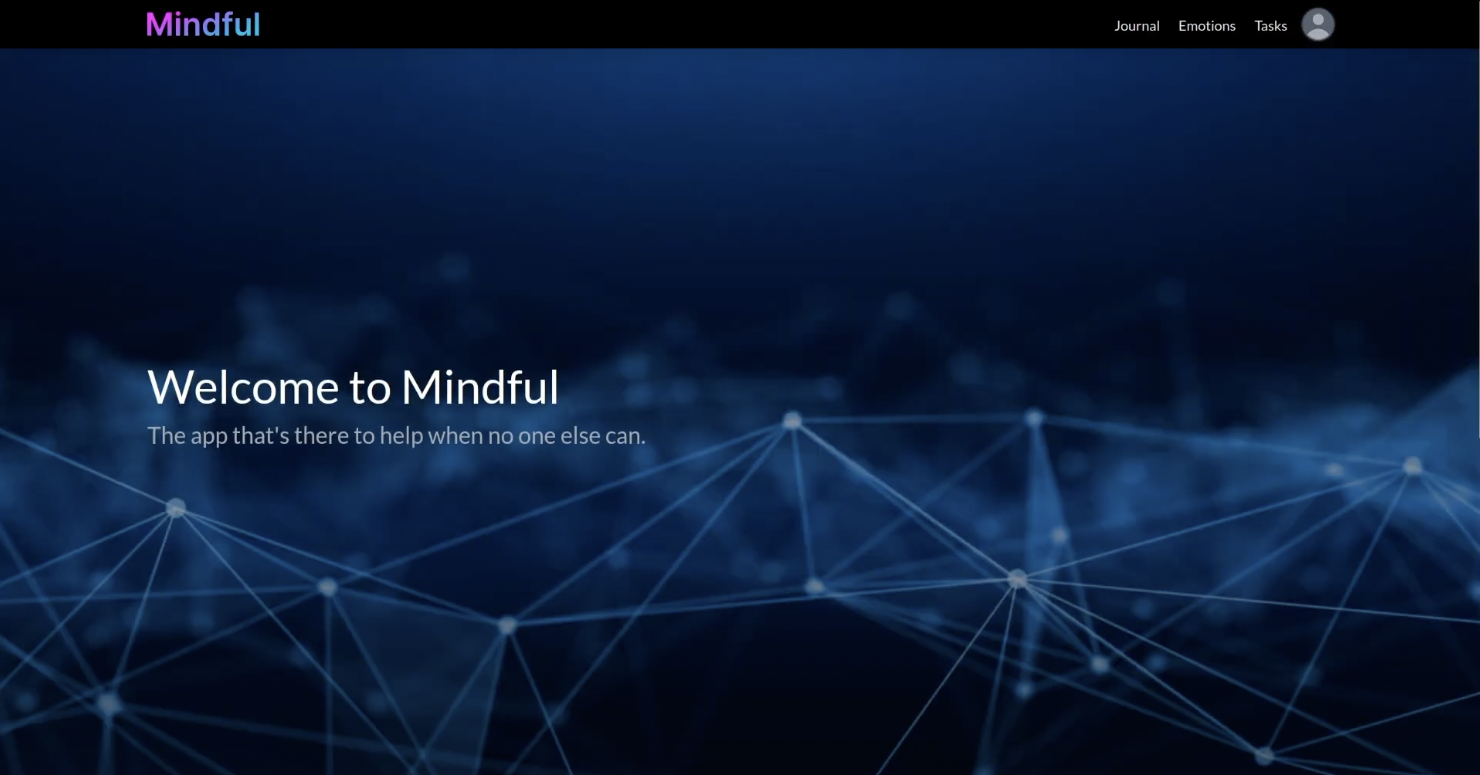 Mindful
Journal Emotions Tasks
Welcome to Mindful
The app that's there to help when no one else can.